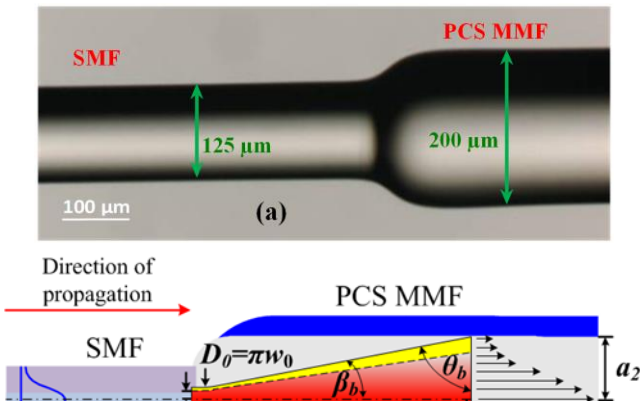 SMF
PCS MMF
125 µm
200 µm
100 µm
(a)
Direction of
propagation
PCS MMF
SMF
D₀=πw₀
β_b
θ_b
a₂